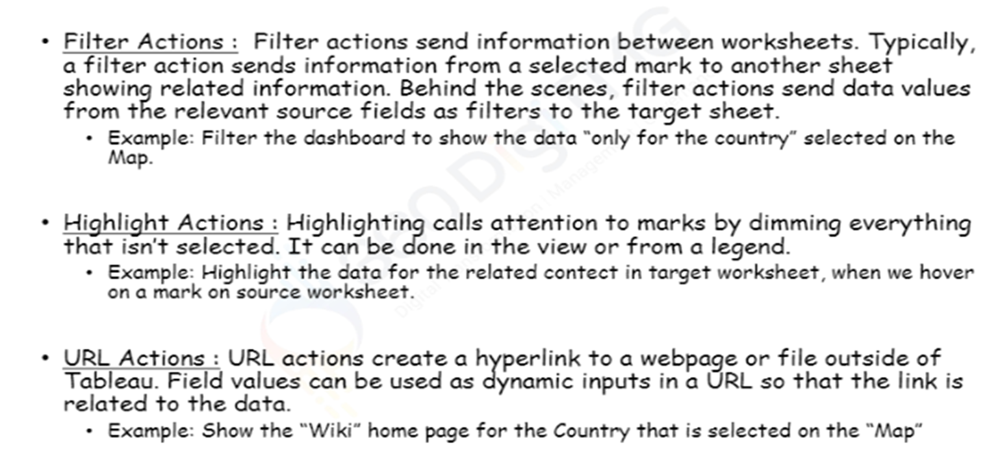 • Filter Actions : Filter actions send information between worksheets. Typically,
a filter action sends information from a selected mark to another sheet
showing related information. Behind the scenes, filter actions send data values
from the relevant source fields as filters to the target sheet.
• Example: Filter the dashboard to show the data “only for the country” selected on the
Map.
• Highlight Actions : Highlighting calls attention to marks by dimming everything
that isn't selected. It can be done in the view or from a legend.
• Example: Highlight the data for the related contect in target worksheet, when we hover
on a mark on source worksheet.
• URL Actions : URL actions create a hyperlink to a webpage or file outside of
Tableau. Field values can be used as dynamic inputs in a URL so that the link is
related to the data.
• Example: Show the “Wiki” home page for the Country that is selected on the “Map”